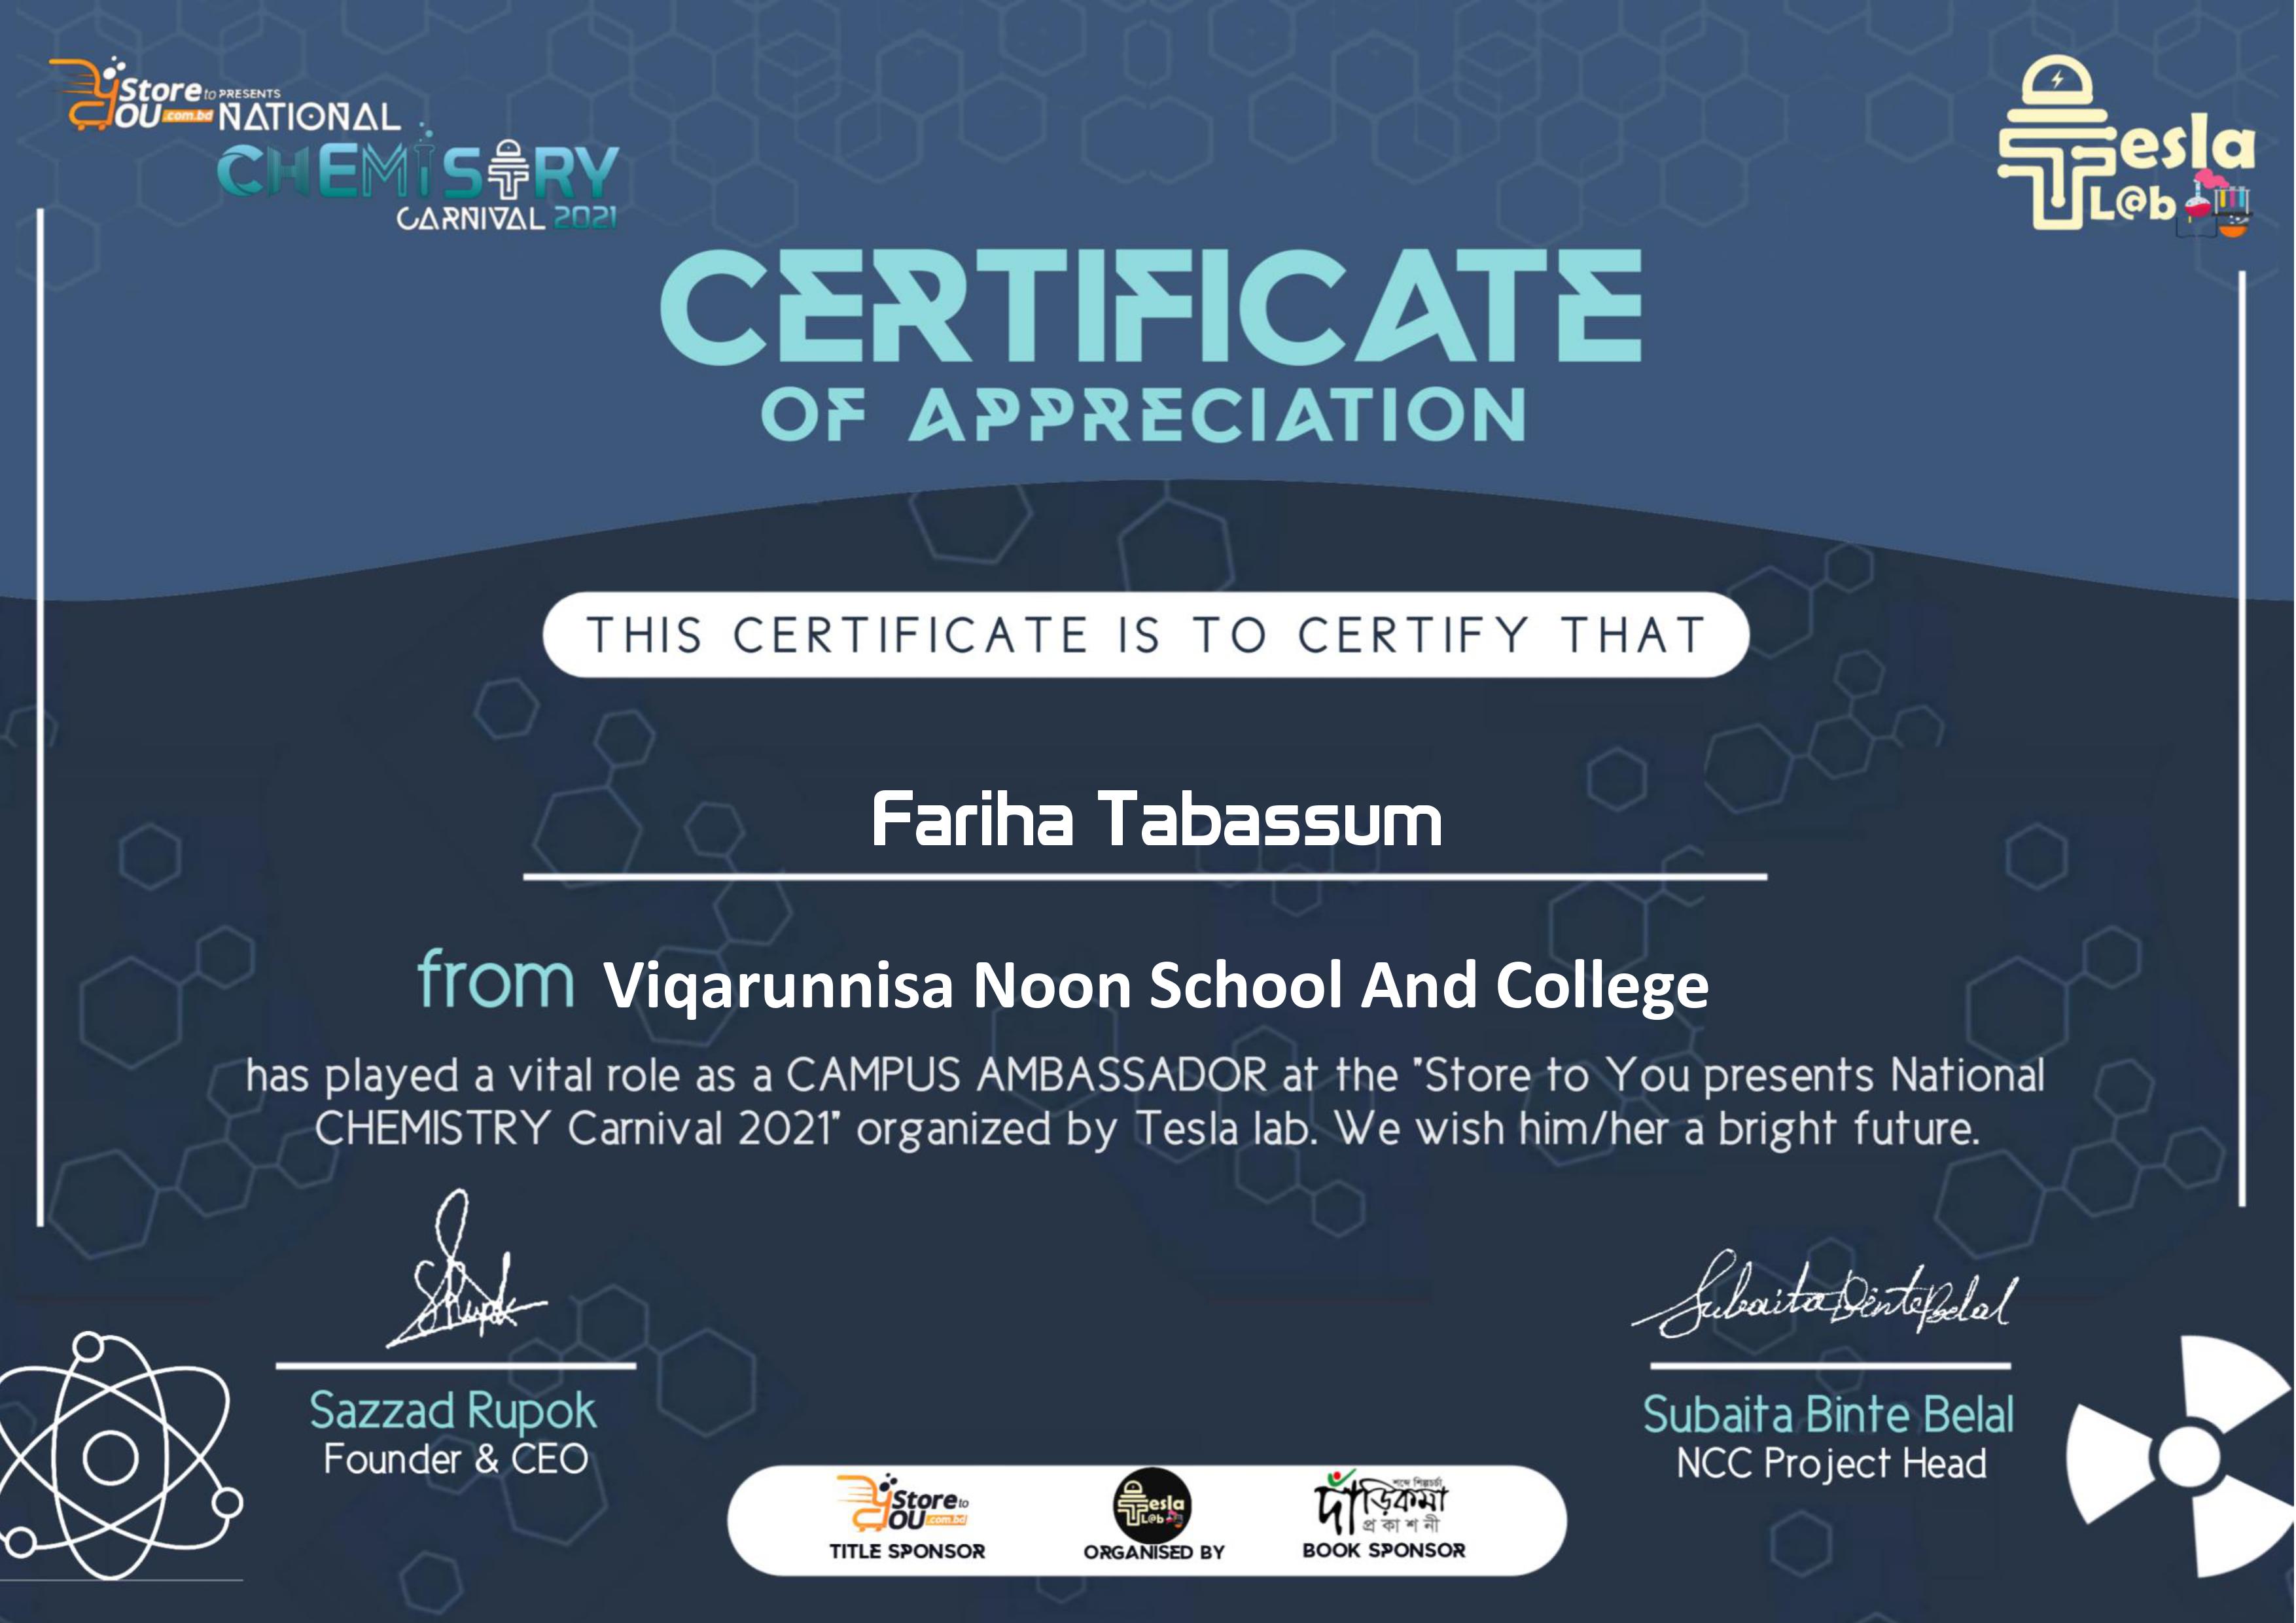 Store to PRESENTS
YOU .com.bd NATIONAL
CHEMISTRY
CARNIVAL 2021
Tesla
L@b
CERTIFICATE
OF APPRECIATION
THIS CERTIFICATE IS TO CERTIFY THAT
Fariha Tabassum
from Viqarunnisa Noon School And College
has played a vital role as a CAMPUS AMBASSADOR at the "Store to You presents National
CHEMISTRY Carnival 2021" organized by Tesla lab. We wish him/her a bright future.
Subaita Binte Belal
Sazzad Rupok
Founder & CEO
Subaita Binte Belal
NCC Project Head
Store to
YOU .com.bd
TITLE SPONSOR
Tesla
L@b
ORGANISED BY
শব্দে শিল্পচর্চা
দাঁড়িকমা
প্রকাশনী
BOOK SPONSOR